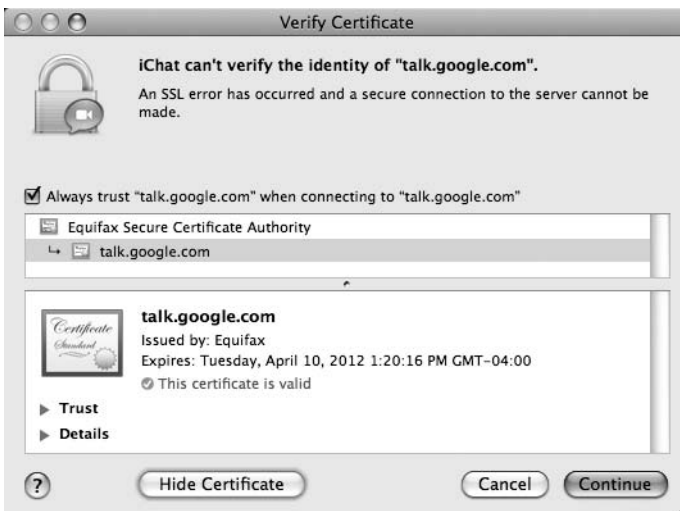 Verify Certificate
iChat can't verify the identity of "talk.google.com".
An SSL error has occurred and a secure connection to the server cannot be
made.
Always trust “talk.google.com” when connecting to “talk.google.com”
Equifax Secure Certificate Authority
talk.google.com
Certificate
Standard
talk.google.com
Issued by: Equifax
Expires: Tuesday, April 10, 2012 1:20:16 PM GMT−04:00
This certificate is valid
Trust
Details
?
Hide Certificate
Cancel
Continue